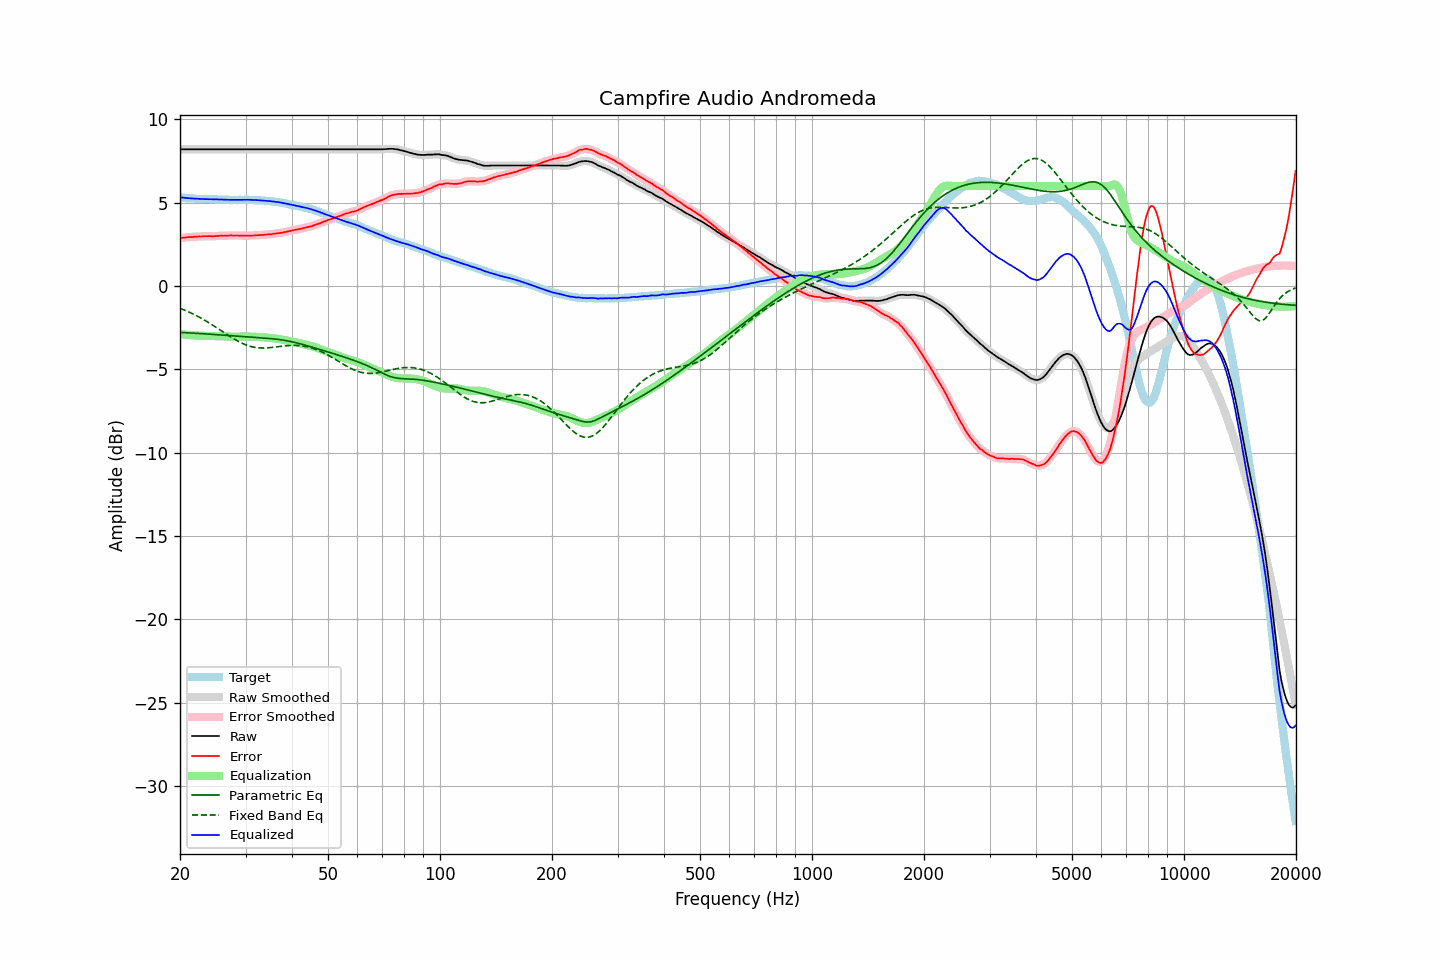 Campfire Audio Andromeda
10
5
0
−5
−10
−15
−20
−25
−30
Amplitude (dBr)
Target
Raw Smoothed
Error Smoothed
Raw
Error
Equalization
Parametric Eq
Fixed Band Eq
Equalized
20 50 100 200 500 1000 2000 5000 10000 20000
Frequency (Hz)